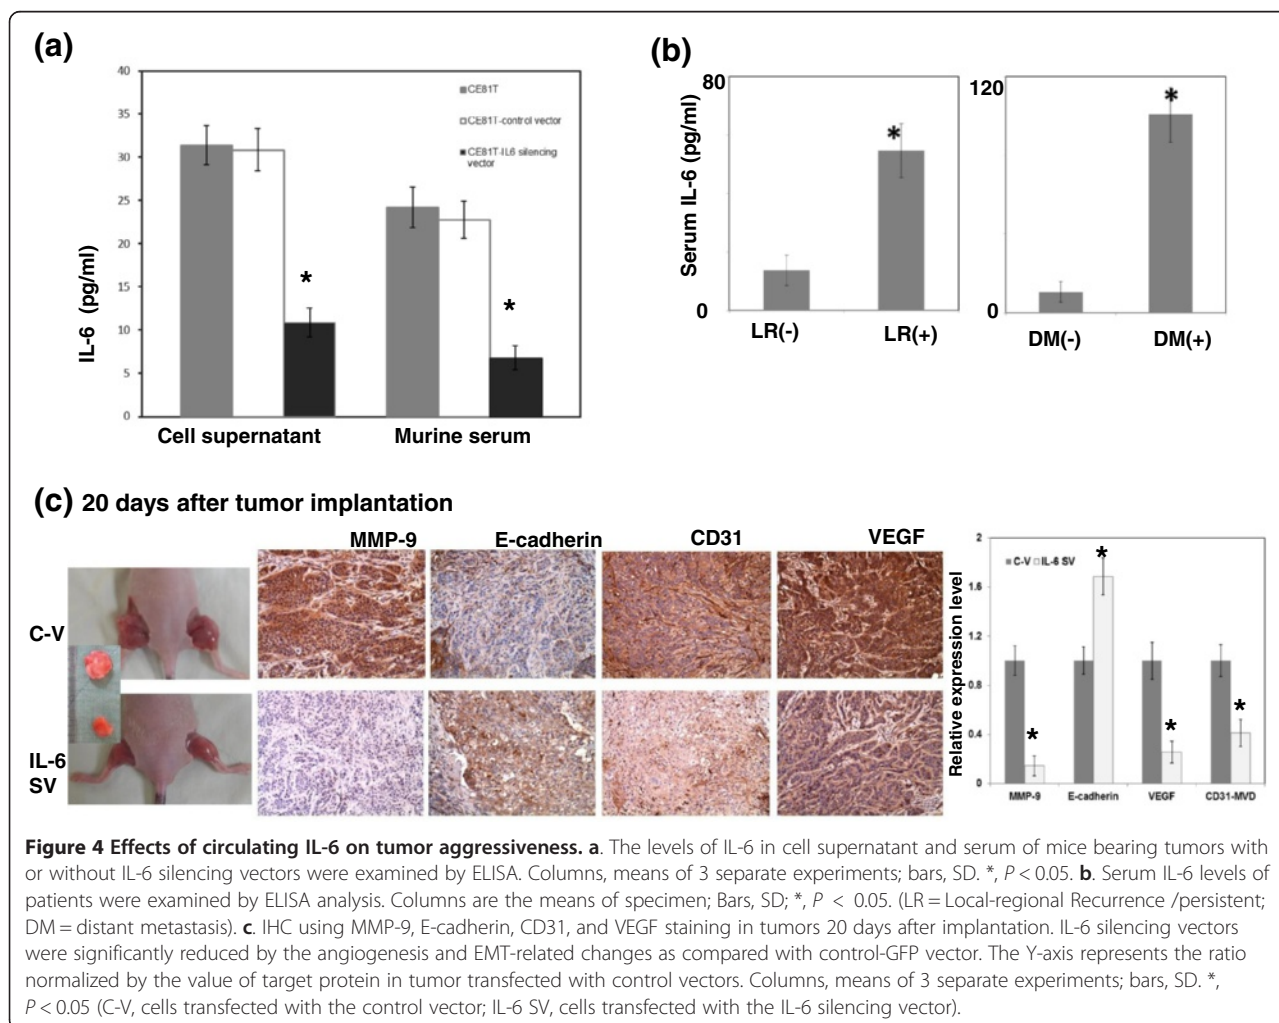 (a)
40
35
30
25
20
15
10
5
0
IL-6 (pg/ml)
CE81T
CE81T-control vector
CE81T-IL6 silencing
vector
*
*
Cell supernatant
Murine serum
(b)
Serum IL-6 (pg/ml)
80
0
*
LR(-)
LR(+)
120
0
*
DM(-)
DM(+)
(c) 20 days after tumor implantation
MMP-9
E-cadherin
CD31
VEGF
C-V
IL-6
SV
Relative expression level
2
1.6
1.2
0.8
0.4
0
C-V IL-6 SV
*
*
*
*
MMP-9
E-cadherin
VEGF
CD31-MVD
Figure 4 Effects of circulating IL-6 on tumor aggressiveness. a. The levels of IL-6 in cell supernatant and serum of mice bearing tumors with
or without IL-6 silencing vectors were examined by ELISA. Columns, means of 3 separate experiments; bars, SD. *, P < 0.05. b. Serum IL-6 levels of
patients were examined by ELISA analysis. Columns are the means of specimen; Bars, SD; *, P < 0.05. (LR = Local-regional Recurrence /persistent;
DM = distant metastasis). c. IHC using MMP-9, E-cadherin, CD31, and VEGF staining in tumors 20 days after implantation. IL-6 silencing vectors
were significantly reduced by the angiogenesis and EMT-related changes as compared with control-GFP vector. The Y-axis represents the ratio
normalized by the value of target protein in tumor transfected with control vectors. Columns, means of 3 separate experiments; bars, SD. *,
P < 0.05 (C-V, cells transfected with the control vector; IL-6 SV, cells transfected with the IL-6 silencing vector).